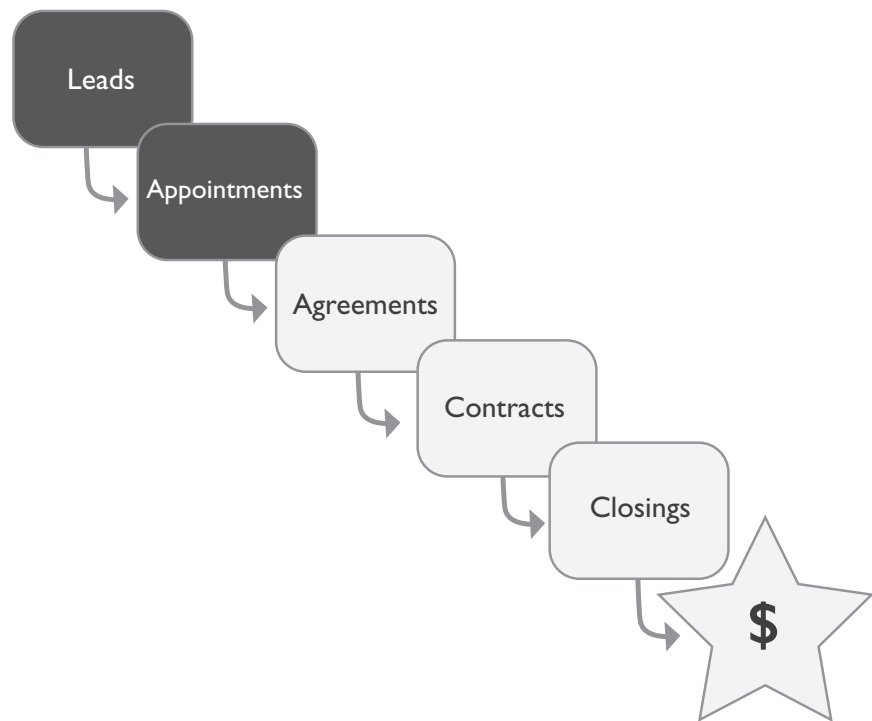 Leads
Appointments
Agreements
Contracts
Closings
$